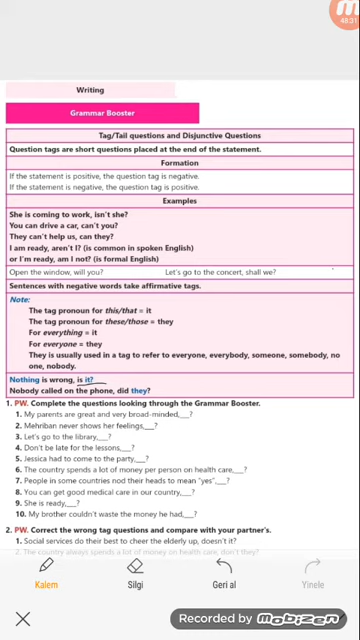 48:31
Writing
Grammar Booster
Tag/Tail questions and Disjunctive Questions
Question tags are short questions placed at the end of the statement.
Formation
If the statement is positive, the question tag is negative.
If the statement is negative, the question tag is positive.
Examples
She is coming to work, isn't she?
You can drive a car, can't you?
They can't help us, can they?
I am ready, aren't I? (is common in spoken English)
or I'm ready, am I not? (is formal English)
Open the window, will you? Let's go to the concert, shall we?
Sentences with negative words take affirmative tags.
Note:
The tag pronoun for this/that = it
The tag pronoun for these/those = they
For everything = it
For everyone = they
They is usually used in a tag to refer to everyone, everybody, someone, somebody, no
one, nobody.
Nothing is wrong, is it?
Nobody called on the phone, did they?
1. PW. Complete the questions looking through the Grammar Booster.
1. My parents are great and very broad-minded,___?
2. Mehriban never shows her feelings,___?
3. Let's go to the library,___?
4. Don't be late for the lessons,___?
5. Jessica had to come to the party,___?
6. The country spends a lot of money per person on health care,___?
7. People in some countries nod their heads to mean "yes",___?
8. You can get good medical care in our country,___?
9. She is ready,___?
10. My brother couldn't waste the money he had,___?
2. PW. Correct the wrong tag questions and compare with your partner's.
1. Social services do their best to cheer the elderly up, doesn't it?
2. The country always spends a lot of money on health care, don't they?
Kalem Silgi Geri al Yinele
Recorded by mobizen